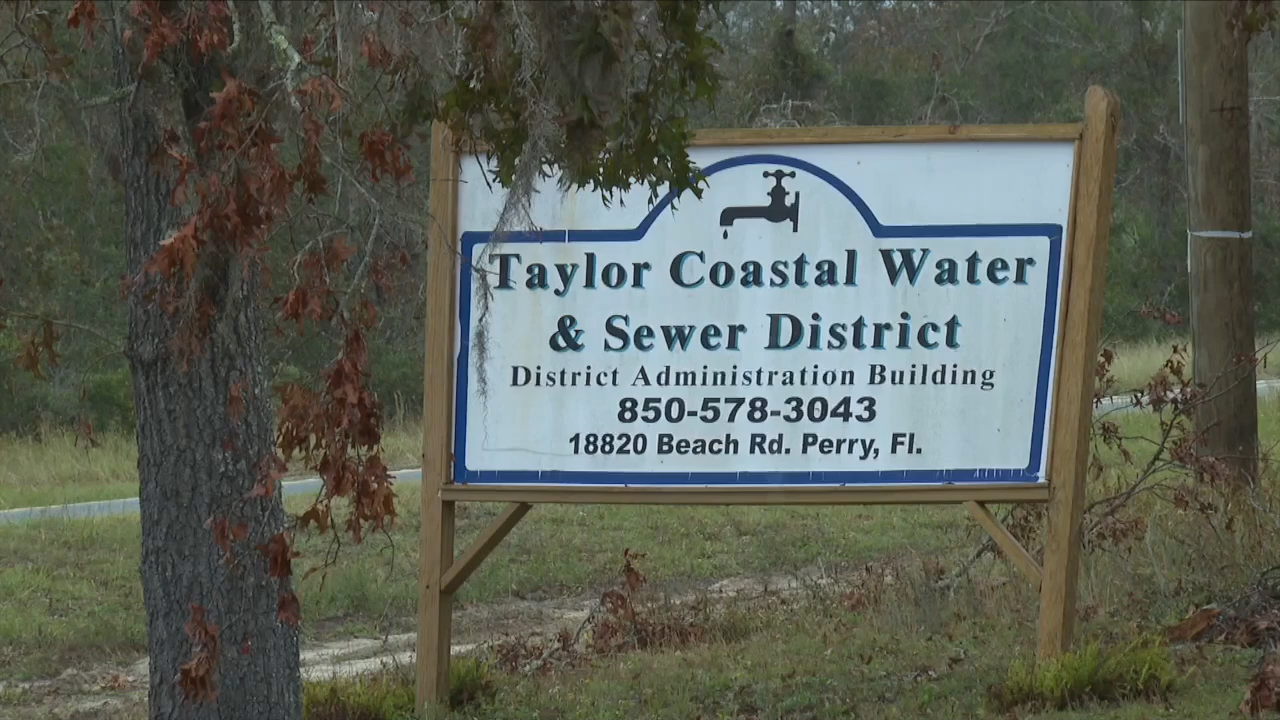 Taylor Coastal Water
& Sewer District
District Administration Building
850-578-3043
18820 Beach Rd. Perry, Fl.